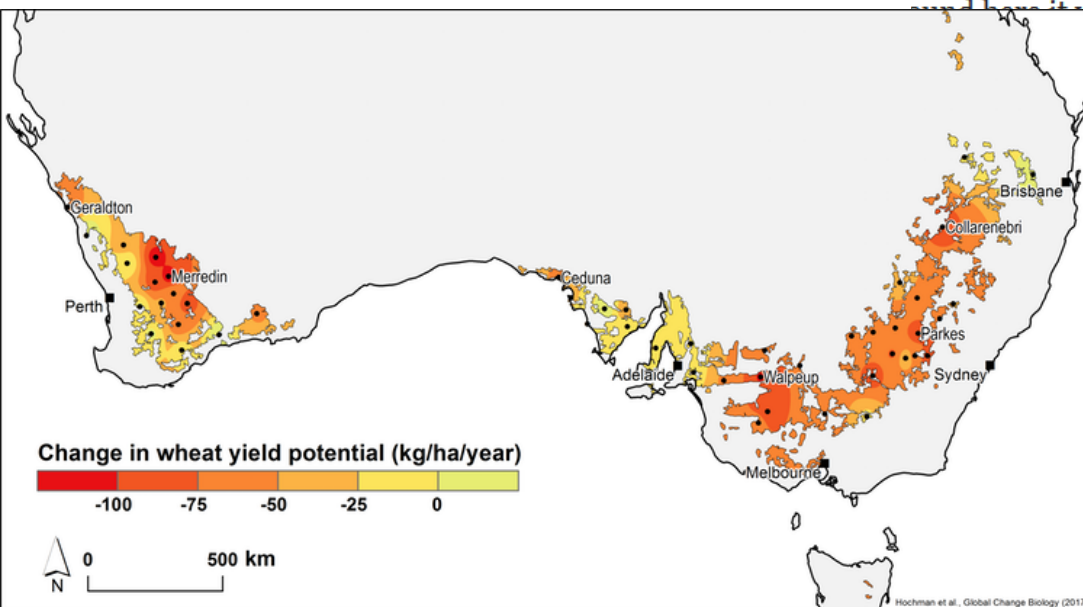 Geraldton
Merredin
Perth
Ceduna
Adelaide
Walpeup
Melbourne
Brisbane
Collarenebri
Parkes
Sydney
Change in wheat yield potential (kg/ha/year)
-100 -75 -50 -25 0
N
0 500 km
Hochman et al., Global Change Biology (2017